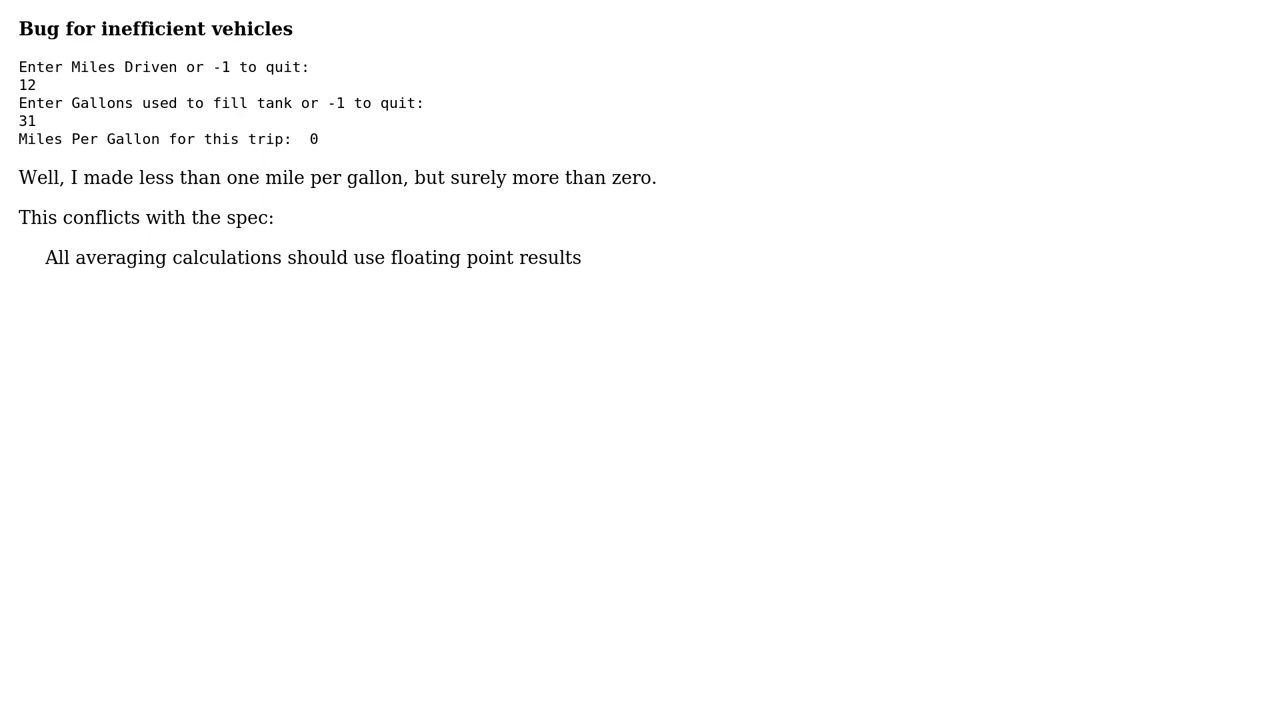 Bug for inefficient vehicles
Enter Miles Driven or -1 to quit:
12
Enter Gallons used to fill tank or -1 to quit:
31
Miles Per Gallon for this trip:  0
Well, I made less than one mile per gallon, but surely more than zero.
This conflicts with the spec:
All averaging calculations should use floating point results